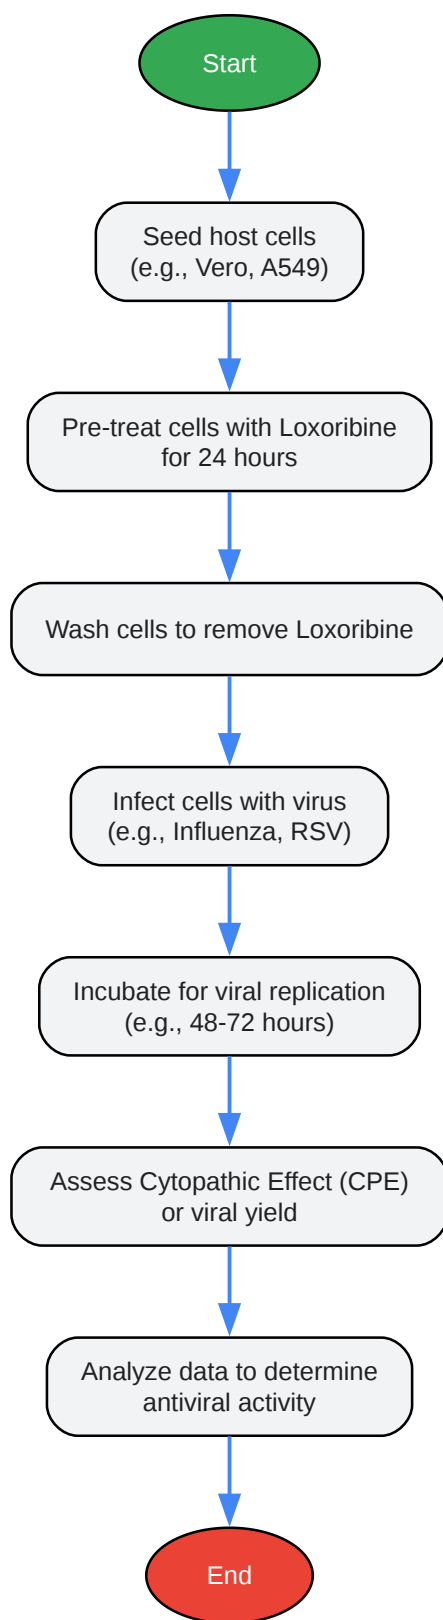 Start
Seed host cells
(e.g., Vero, A549)
Pre-treat cells with Loxoribine
for 24 hours
Wash cells to remove Loxoribine
Infect cells with virus
(e.g., Influenza, RSV)
Incubate for viral replication
(e.g., 48-72 hours)
Assess Cytopathic Effect (CPE)
or viral yield
Analyze data to determine
antiviral activity
End